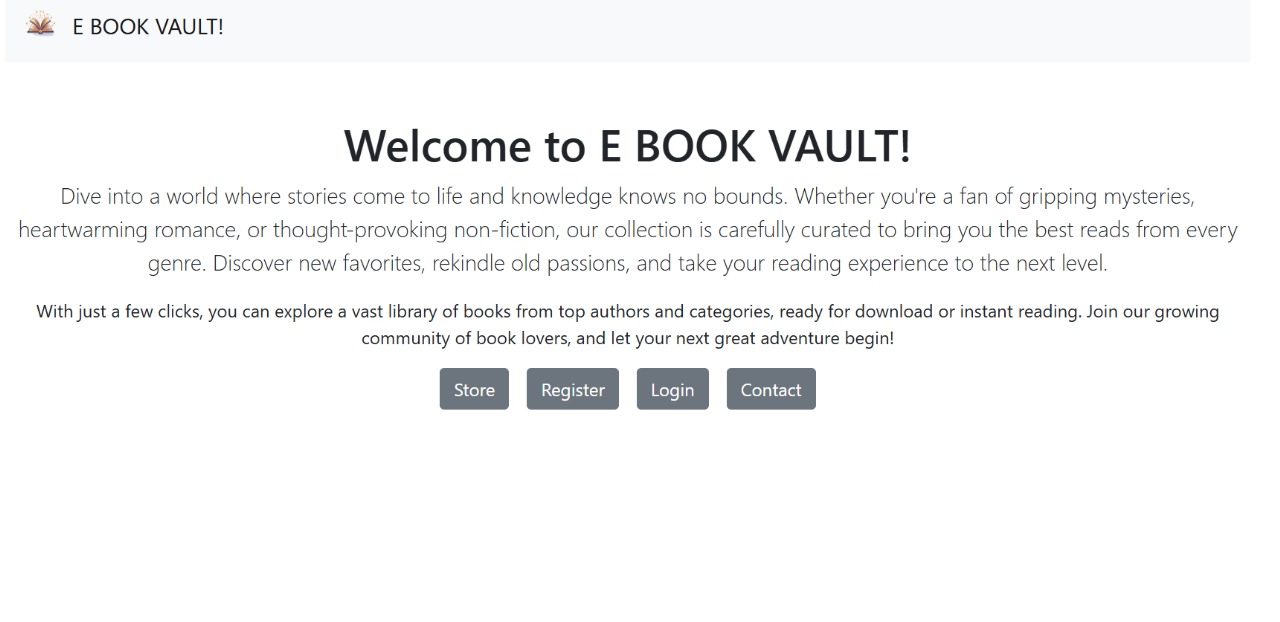 E BOOK VAULT!
Welcome to E BOOK VAULT!
Dive into a world where stories come to life and knowledge knows no bounds. Whether you're a fan of gripping mysteries,
heartwarming romance, or thought-provoking non-fiction, our collection is carefully curated to bring you the best reads from every
genre. Discover new favorites, rekindle old passions, and take your reading experience to the next level.
With just a few clicks, you can explore a vast library of books from top authors and categories, ready for download or instant reading. Join our growing
community of book lovers, and let your next great adventure begin!
Store Register Login Contact